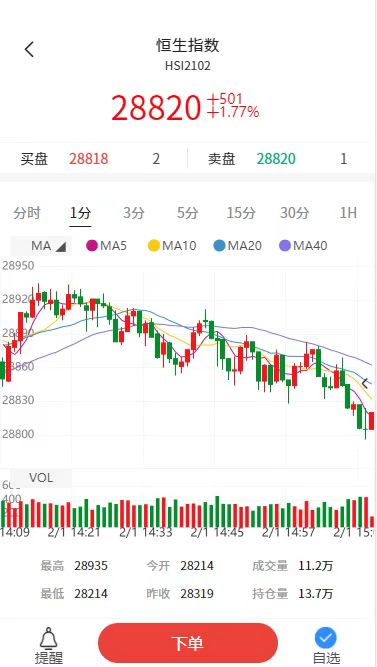 恒生指数
HSI2102
28820 +501
+1.77%
买盘 28818 2 卖盘 28820 1
分时 1分 3分 5分 15分 30分 1H
MA MA5 MA10 MA20 MA40
28950
28920
28890
28860
28830
28800
VOL
600
400
14:09 2/1 14:21 2/1 14:33 2/1 14:45 2/1 14:57 2/1 15:0
最高 28935 今开 28214 成交量 11.2万
最低 28214 昨收 28319 持仓量 13.7万
提醒 下单 自选